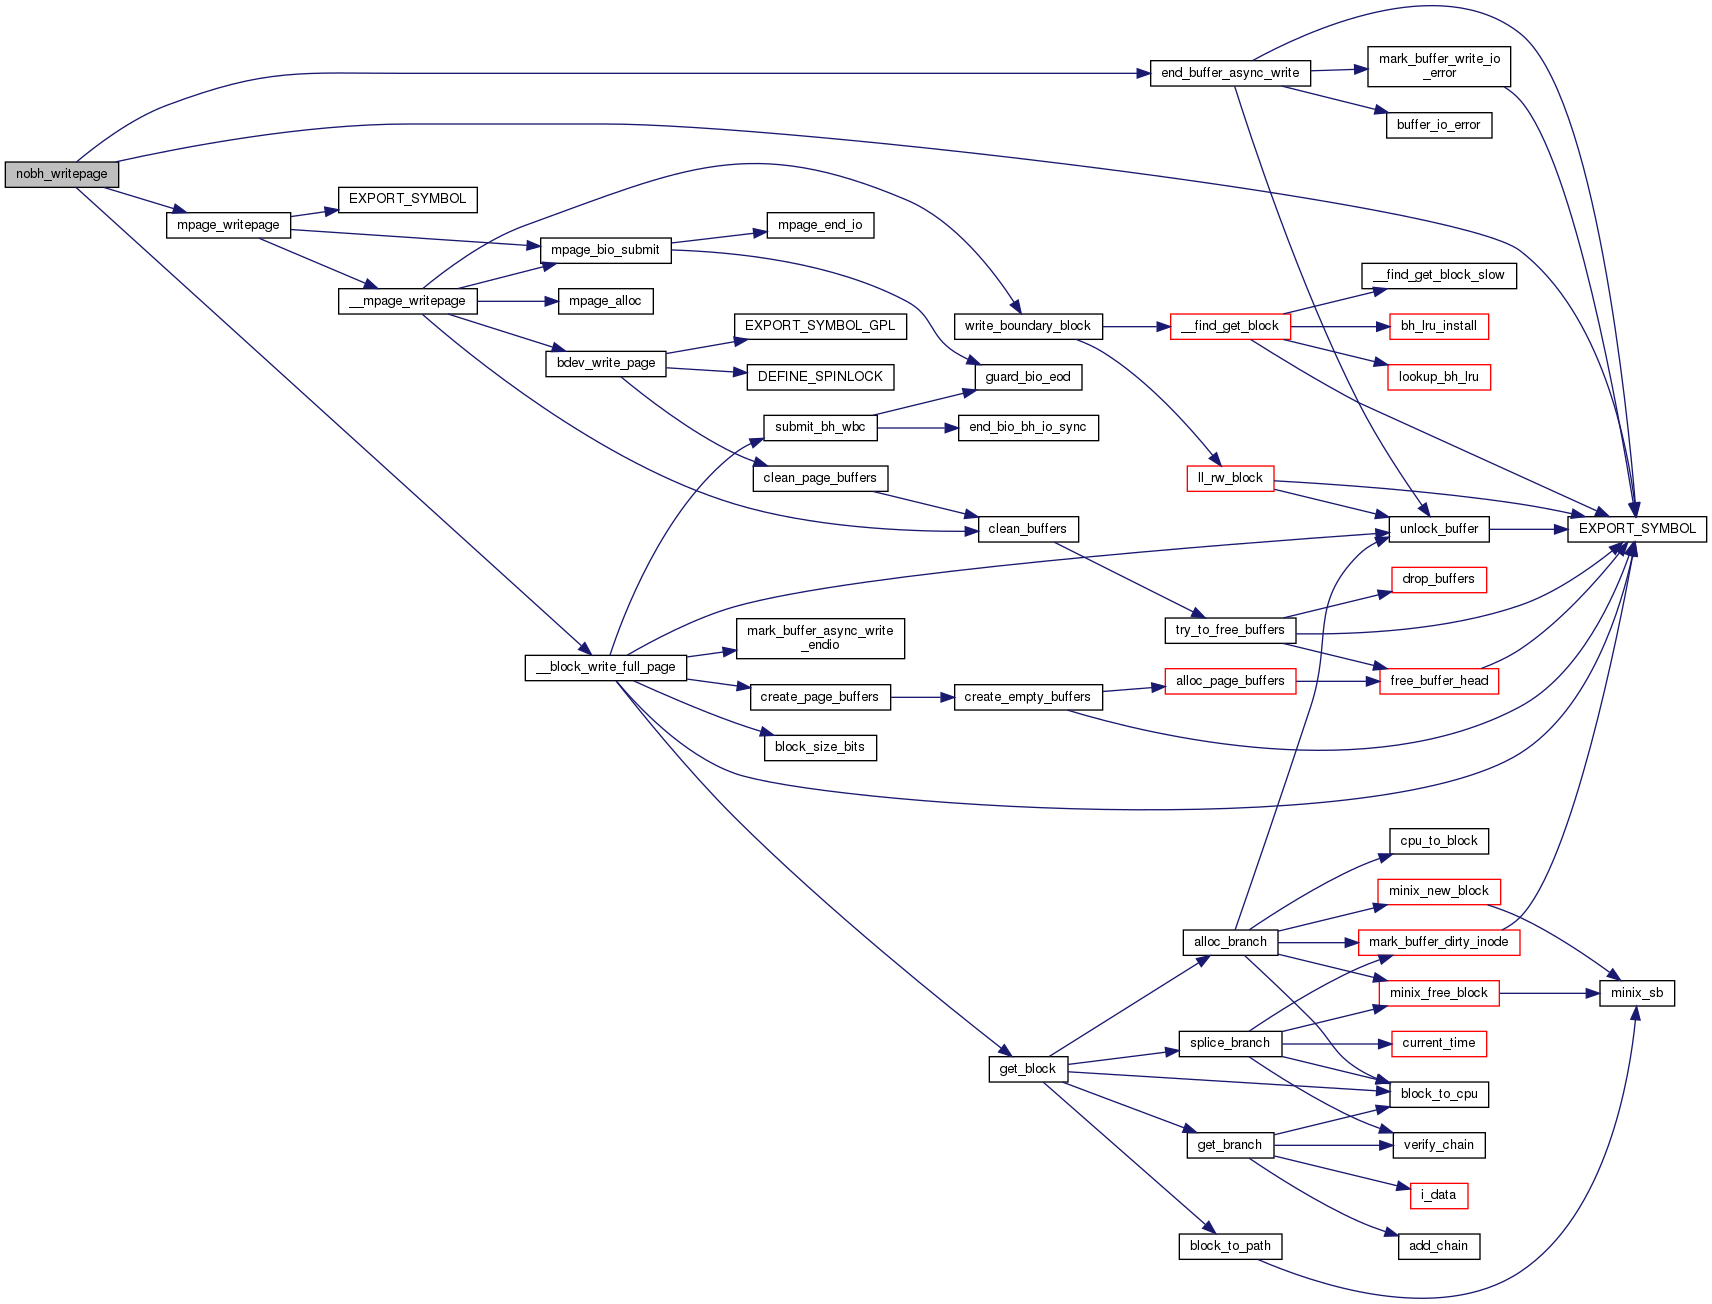 nobh_writepage
end_buffer_async_write
mark_buffer_write_io
_error
buffer_io_error
EXPORT_SYMBOL
mpage_writepage
mpage_end_io
mpage_bio_submit
__mpage_writepage
mpage_alloc
__find_get_block_slow
EXPORT_SYMBOL_GPL
write_boundary_block
__find_get_block
bh_lru_install
bdev_write_page
DEFINE_SPINLOCK
guard_bio_eod
lookup_bh_lru
submit_bh_wbc
end_bio_bh_io_sync
clean_page_buffers
ll_rw_block
clean_buffers
unlock_buffer
EXPORT_SYMBOL
drop_buffers
mark_buffer_async_write
_endio
try_to_free_buffers
__block_write_full_page
create_page_buffers
create_empty_buffers
alloc_page_buffers
free_buffer_head
block_size_bits
cpu_to_block
minix_new_block
alloc_branch
mark_buffer_dirty_inode
minix_free_block
minix_sb
splice_branch
current_time
get_block
block_to_cpu
get_branch
verify_chain
i_data
block_to_path
add_chain